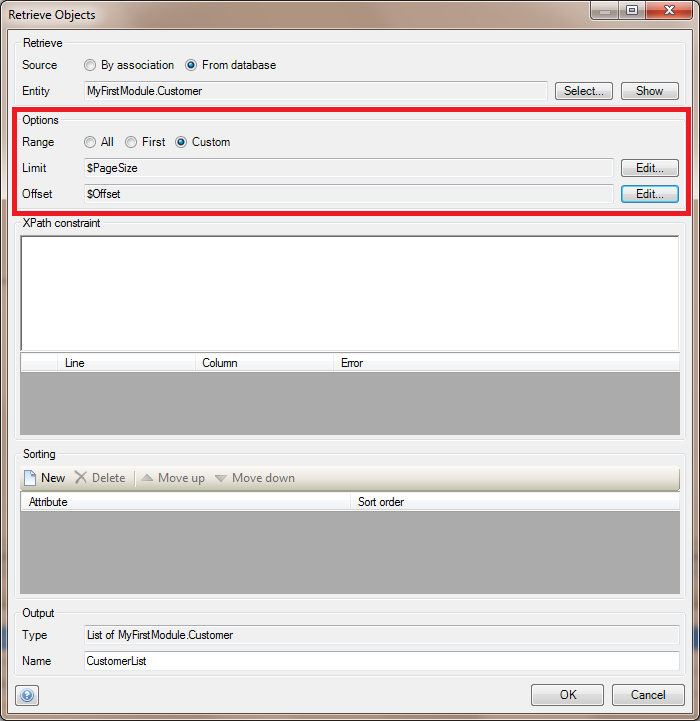 Retrieve Objects
Retrieve
Source By association From database
Entity MyFirstModule.Customer Select... Show
Options
Range All First Custom
Limit $PageSize Edit...
Offset $Offset Edit...
XPath constraint
Line Column Error
Sorting
New Delete Move up Move down
Attribute Sort order
Output
Type List of MyFirstModule.Customer
Name CustomerList
? OK Cancel